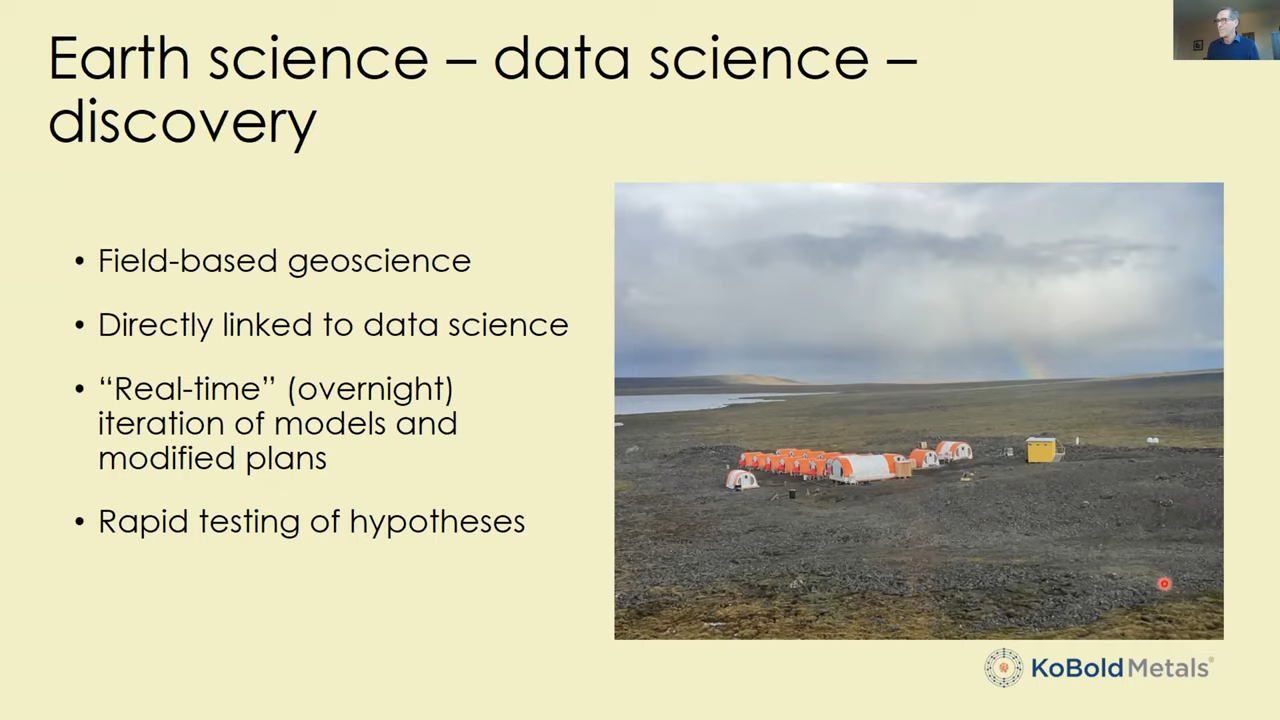 Earth science – data science –
discovery
• Field-based geoscience
• Directly linked to data science
• “Real-time” (overnight)
iteration of models and
modified plans
• Rapid testing of hypotheses
KoBold Metals®